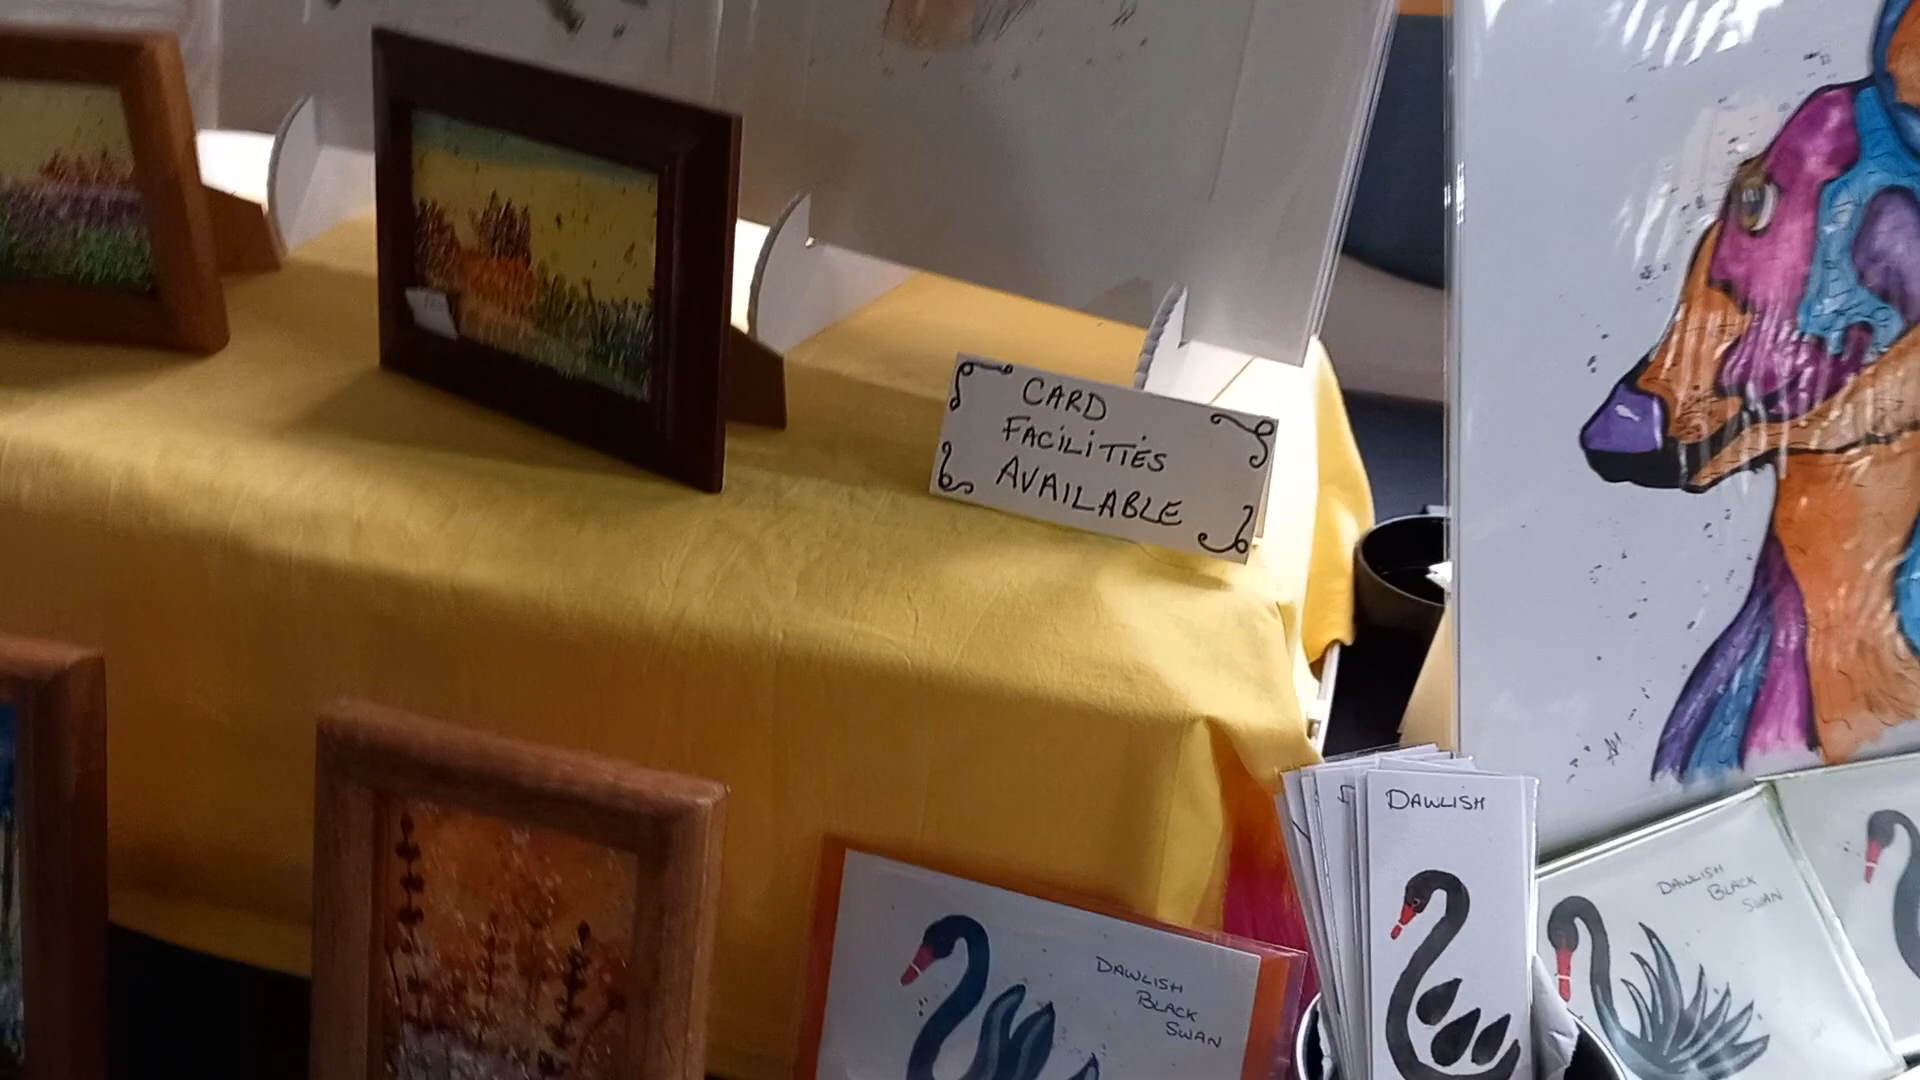 CARD
FACILITIES
AVAILABLE
DAWLISH
DAWLISH
BLACK
SWAN
DAWLISH
BLACK
SWAN